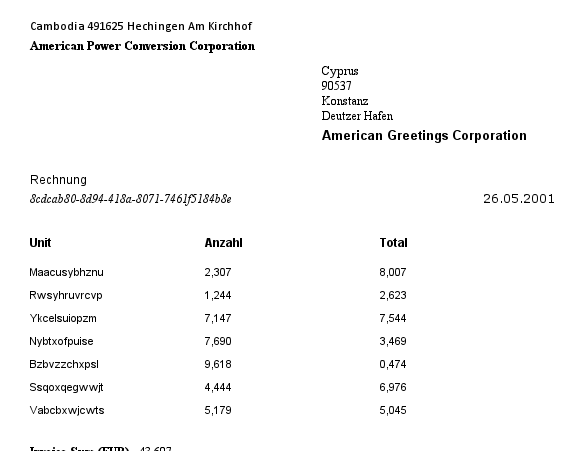 Cambodia 491625 Hechingen Am Kirchhof
American Power Conversion Corporation
Cyprus
90537
Konstanz
Deutzer Hafen
American Greetings Corporation
Rechnung
8cdcab80-8d94-418a-8071-7461f5184b8e 26.05.2001
Unit Anzahl Total
Maacusybhznu 2,307 8,007
Rwsyhruvrcvp 1,244 2,623
Ykcelsuiopzm 7,147 7,544
Nybtxofpuise 7,690 3,469
Bzbvzzchxpsl 9,618 0,474
Ssqoxqegwwjt 4,444 6,976
Vabcbxwjcwts 5,179 5,045
Invoice Sum (EUR)